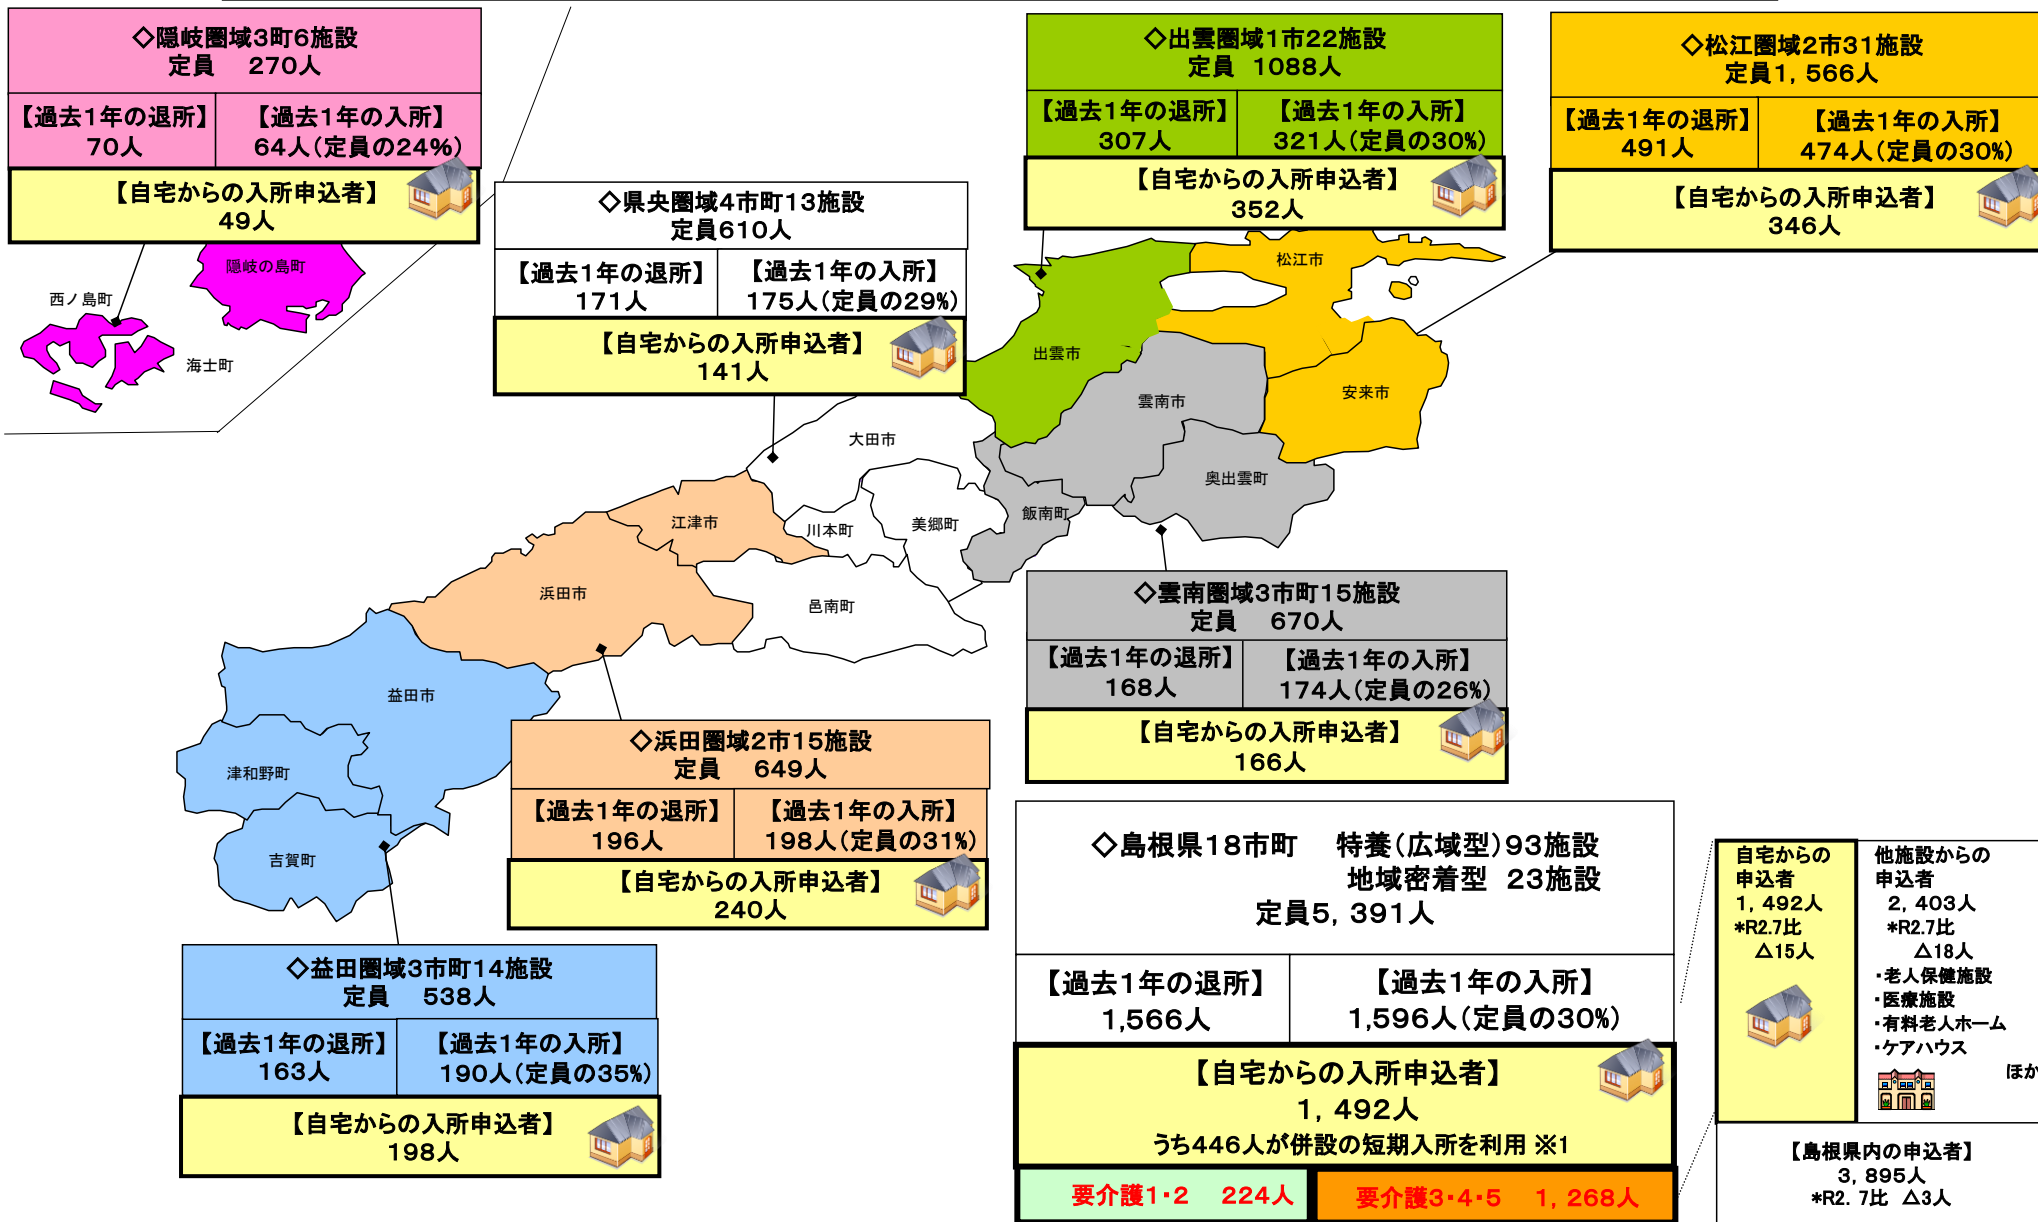 ◇隠岐圏域3町6施設
定員　270人
【過去1年の退所】
70人
【過去1年の入所】
64人(定員の24%)
【自宅からの入所申込者】
49人
◇出雲圏域1市22施設
定員 1088人
【過去1年の退所】
307人
【過去1年の入所】
321人(定員の30%)
【自宅からの入所申込者】
352人
◇松江圏域2市31施設
定員1, 566人
【過去1年の退所】
491人
【過去1年の入所】
474人(定員の30%)
【自宅からの入所申込者】
346人
◇県央圏域4市町13施設
定員610人
【過去1年の退所】
171人
【過去1年の入所】
175人(定員の29%)
【自宅からの入所申込者】
141人
隠岐の島町
西ノ島町
海士町
松江市
出雲市
安来市
雲南市
大田市
奥出雲町
飯南町
江津市
川本町
美郷町
浜田市
邑南町
益田市
津和野町
吉賀町
◇雲南圏域3市町15施設
定員　670人
【過去1年の退所】
168人
【過去1年の入所】
174人(定員の26%)
【自宅からの入所申込者】
166人
◇浜田圏域2市15施設
定員　649人
【過去1年の退所】
196人
【過去1年の入所】
198人(定員の31%)
【自宅からの入所申込者】
240人
◇益田圏域3市町14施設
定員　538人
【過去1年の退所】
163人
【過去1年の入所】
190人(定員の35%)
【自宅からの入所申込者】
198人
◇島根県18市町　特養(広域型)93施設
地域密着型 23施設
定員5, 391人
【過去1年の退所】
1,566人
【過去1年の入所】
1,596人(定員の30%)
【自宅からの入所申込者】
1, 492人
うち446人が併設の短期入所を利用 ※1
要介護1・2　224人
要介護3・4・5　1, 268人
自宅からの
申込者
1, 492人
*R2.7比
△15人
他施設からの
申込者
2, 403人
*R2.7比
△18人
・老人保健施設
・医療施設
・有料老人ホーム
・ケアハウス
ほか
【島根県内の申込者】
3, 895人
*R2. 7比 △3人